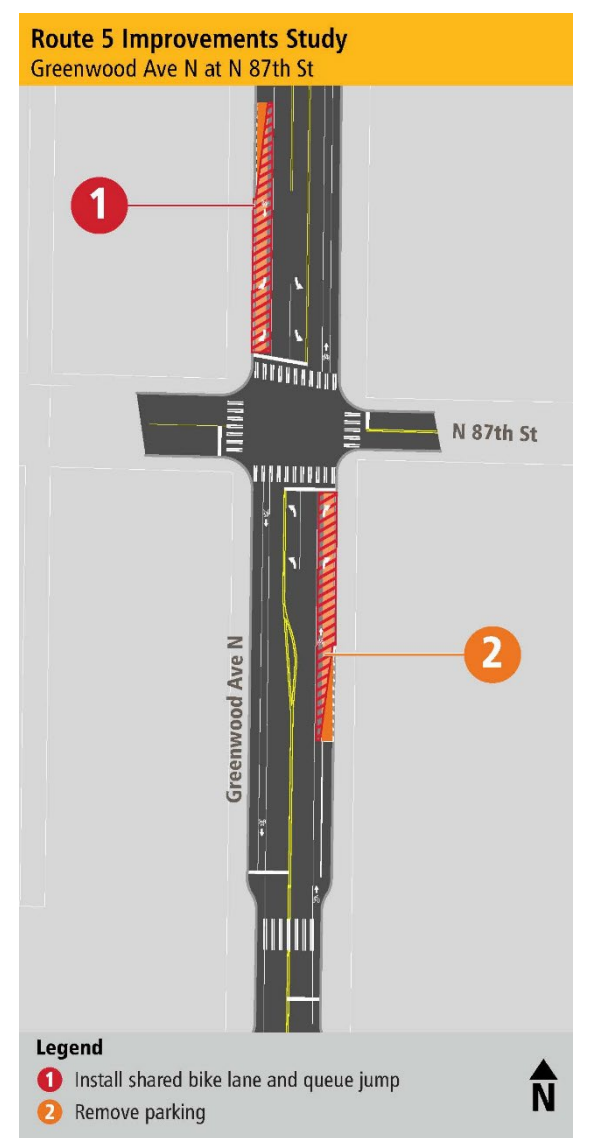 Route 5 Improvements Study
Greenwood Ave N at N 87th St
1
N 87th St
2
Greenwood Ave N
Legend
1 Install shared bike lane and queue jump
2 Remove parking
N